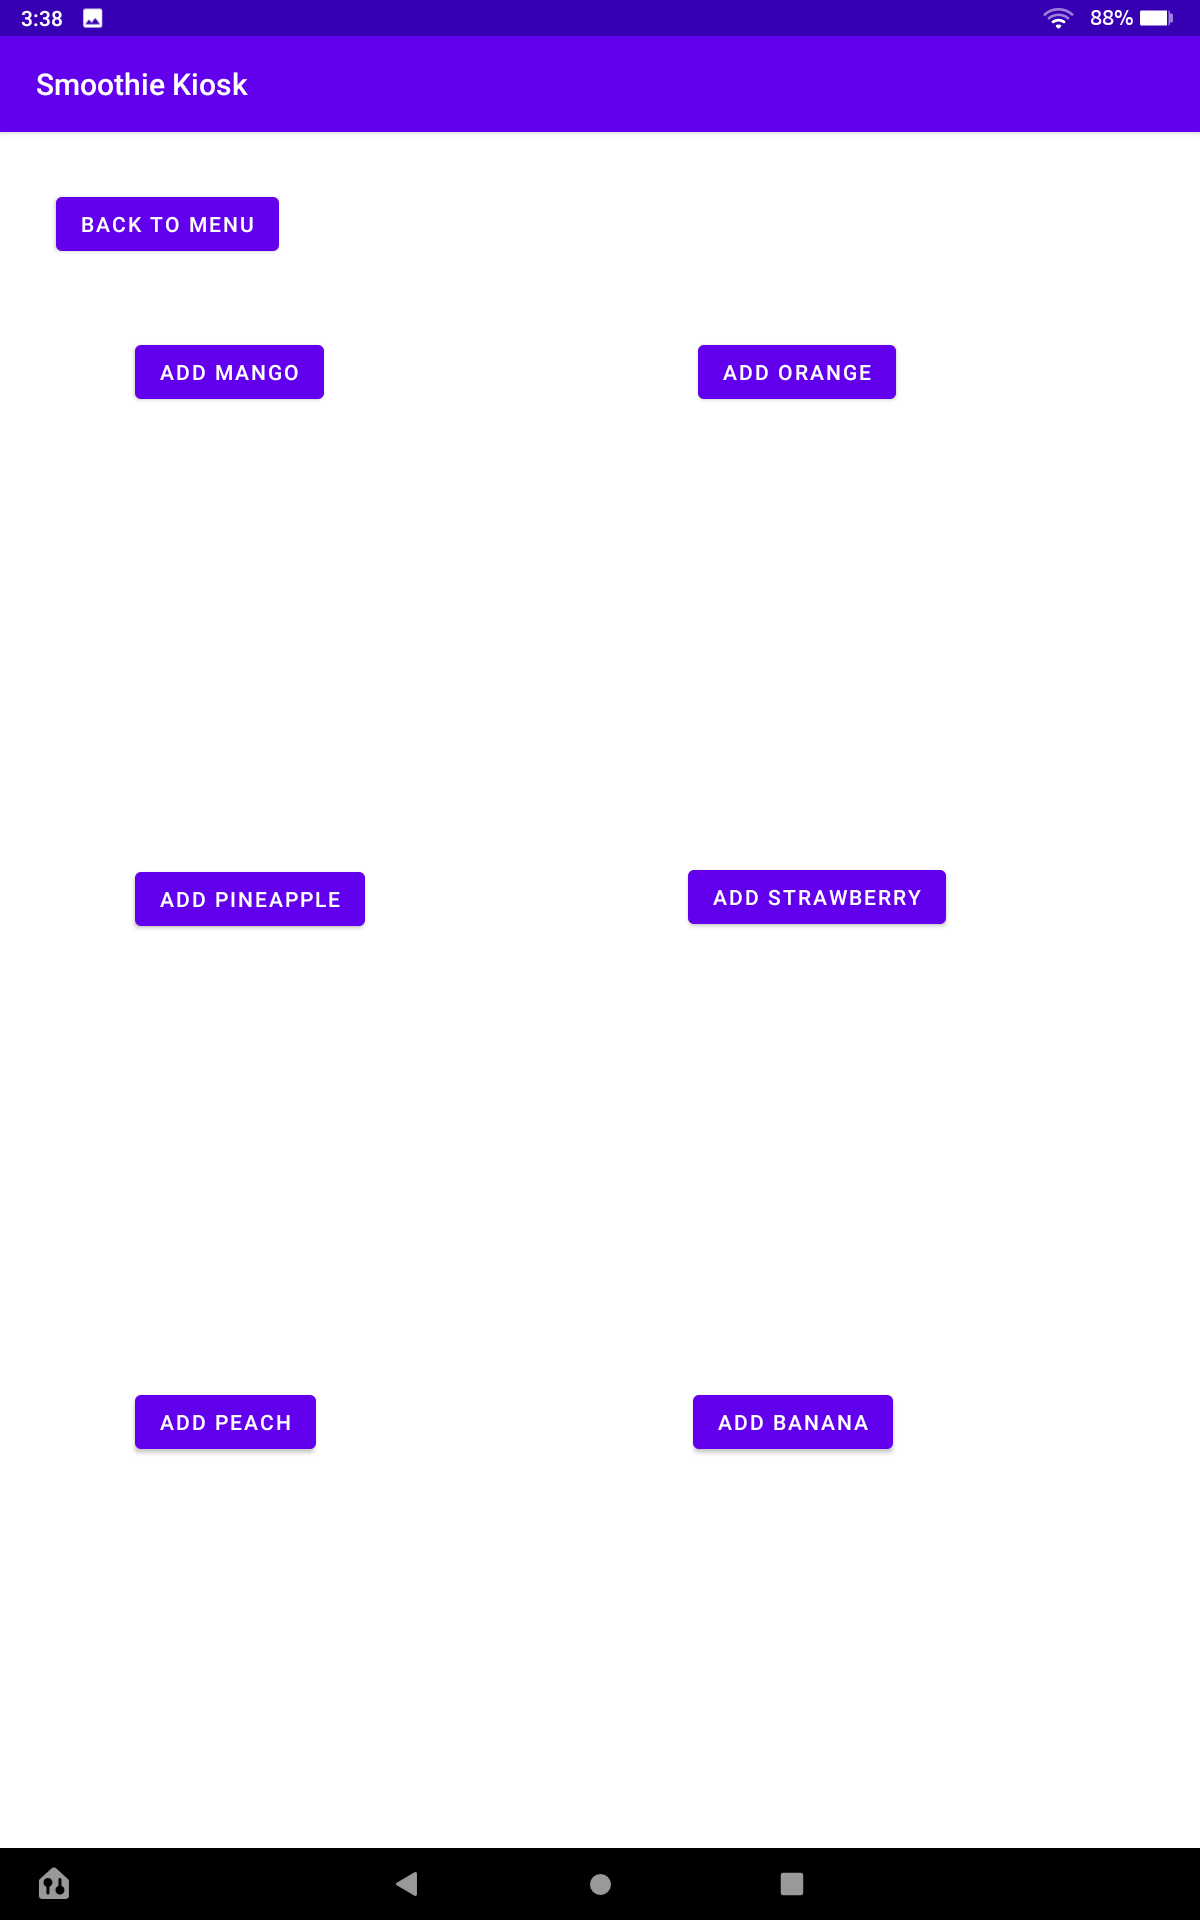 3:38 88%
Smoothie Kiosk
BACK TO MENU
ADD MANGO ADD ORANGE
ADD PINEAPPLE ADD STRAWBERRY
ADD PEACH ADD BANANA